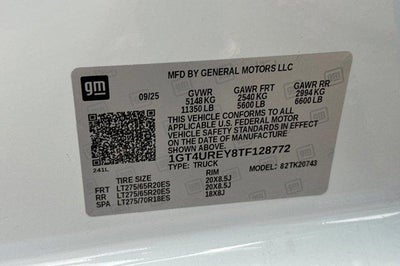 MFD BY GENERAL MOTORS LLC
gm
09/25 GVWR GAWR FRT GAWR RR
5148 KG 2540 KG 2994 KG
11350 LB 5600 LB 6600 LB
THIS VEHICLE CONFORMS TO ALL
APPLICABLE U.S. FEDERAL MOTOR
VEHICLE SAFETY STANDARDS IN EFFECT
ON THE DATE OF MANUFACTURE
SHOWN ABOVE.
1GT4UREY8TF128772
TYPE: TRUCK MODEL: 82TK20743
241L
TIRE SIZE RIM
FRT LT275/65R20ES 20X8.5J
RR LT275/65R20ES 20X8.5J
SPA LT275/70R18ES 18X8J